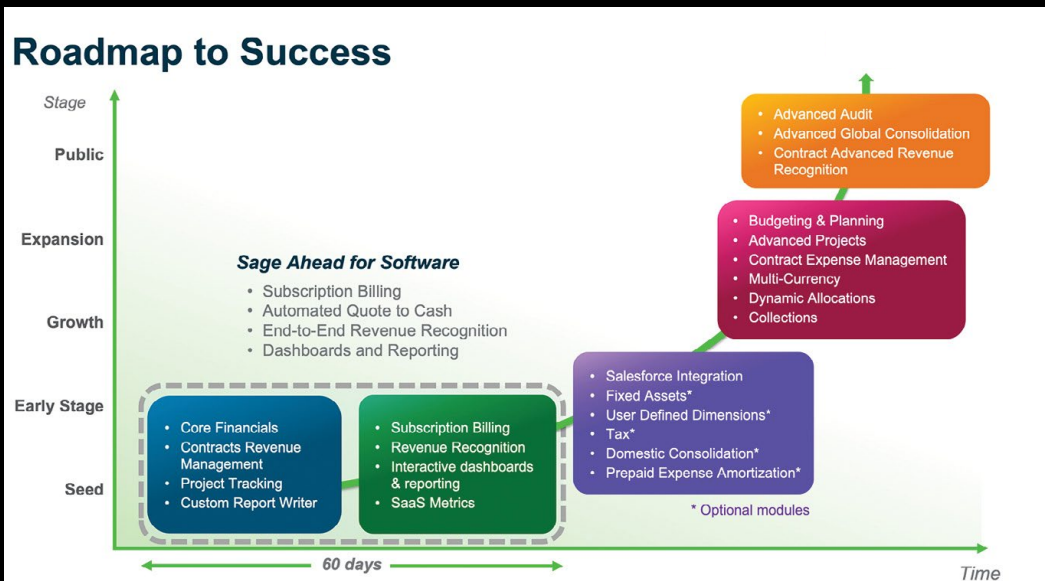 Roadmap to Success
Stage
Public
Expansion
Growth
Early Stage
Seed
Sage Ahead for Software
• Subscription Billing
• Automated Quote to Cash
• End-to-End Revenue Recognition
• Dashboards and Reporting
• Core Financials
• Contracts Revenue
Management
• Project Tracking
• Custom Report Writer
• Subscription Billing
• Revenue Recognition
• Interactive dashboards
& reporting
• SaaS Metrics
• Salesforce Integration
• Fixed Assets*
• User Defined Dimensions*
• Tax*
• Domestic Consolidation*
• Prepaid Expense Amortization*
* Optional modules
• Budgeting & Planning
• Advanced Projects
• Contract Expense Management
• Multi-Currency
• Dynamic Allocations
• Collections
• Advanced Audit
• Advanced Global Consolidation
• Contract Advanced Revenue
Recognition
60 days
Time